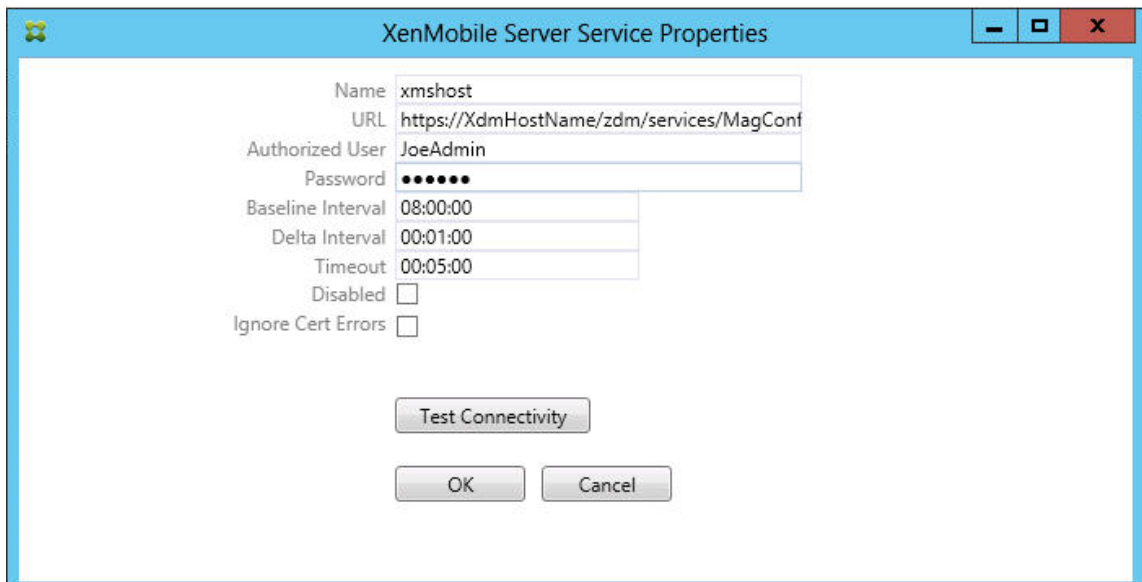 XenMobile Server Service Properties
Name xmshost
URL https://XdmHostName/zdm/services/MagConf
Authorized User JoeAdmin
Password ●●●●●●
Baseline Interval 08:00:00
Delta Interval 00:01:00
Timeout 00:05:00
Disabled
Ignore Cert Errors
Test Connectivity
OK Cancel